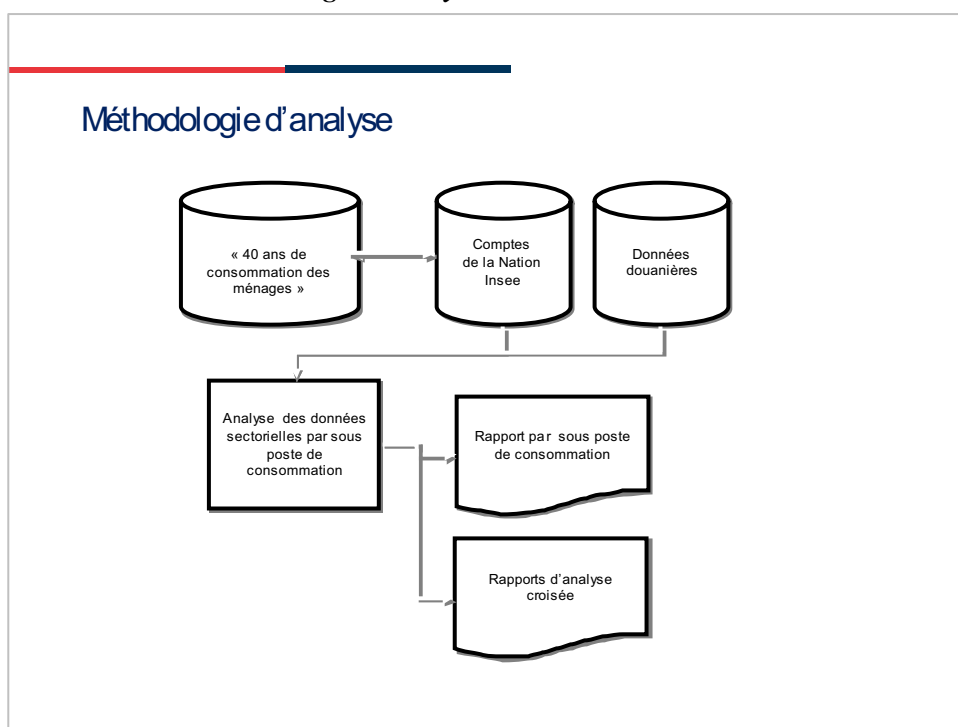 Méthodologie d'analyse
« 40 ans de
consommation des
ménages »
Comptes
de la Nation
Insee
Données
douanières
Analyse des données
sectorielles par sous
poste de
consommation
Rapport par sous poste
de consommation
Rapports d'analyse
croisée